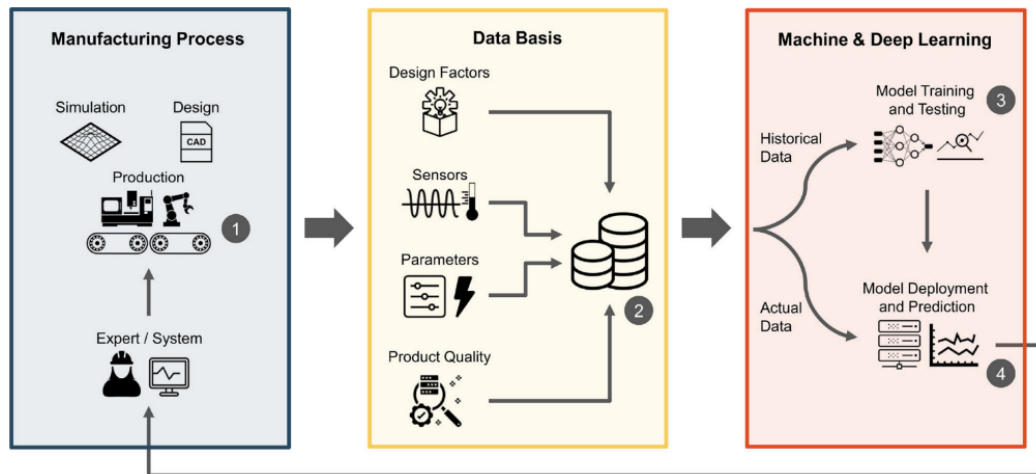 Manufacturing Process
Simulation
Design
CAD
Production
1
Expert / System
Data Basis
Design Factors
Sensors
Parameters
2
Product Quality
Machine & Deep Learning
Model Training
and Testing
3
Historical
Data
Model Deployment
and Prediction
Actual
Data
4